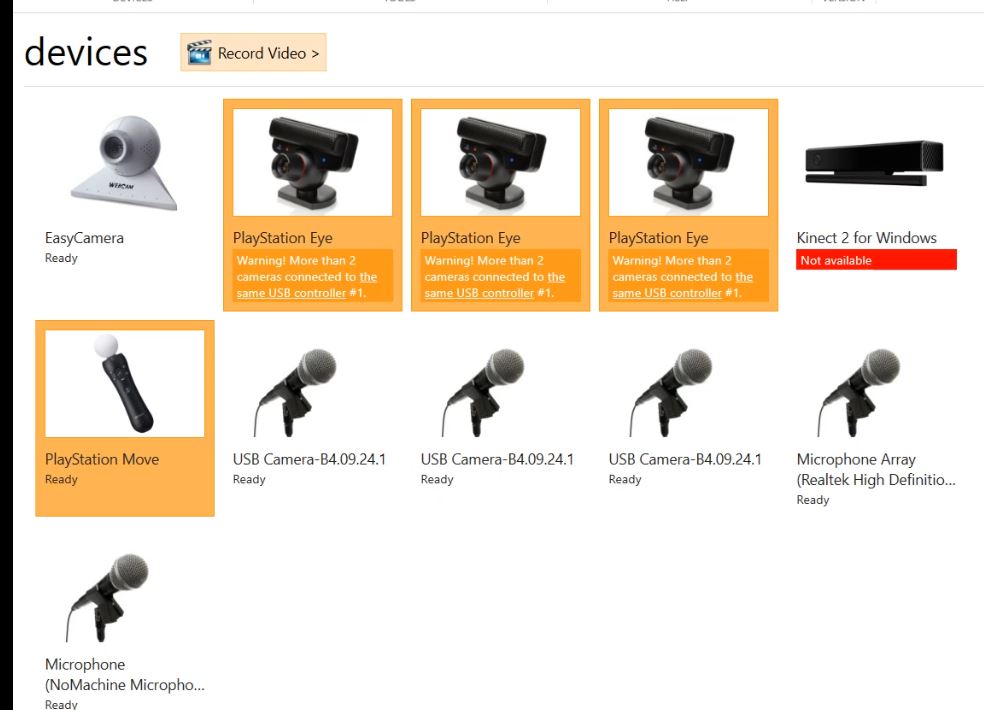 devices
Record Video >
WEBCAM
EasyCamera
Ready
PlayStation Eye
Warning! More than 2
cameras connected to the
same USB controller #1.
PlayStation Eye
Warning! More than 2
cameras connected to the
same USB controller #1.
PlayStation Eye
Warning! More than 2
cameras connected to the
same USB controller #1.
Kinect 2 for Windows
Not available
PlayStation Move
Ready
USB Camera-B4.09.24.1
Ready
USB Camera-B4.09.24.1
Ready
USB Camera-B4.09.24.1
Ready
Microphone Array
(Realtek High Definitio...
Ready
Microphone
(NoMachine Micropho...
Ready